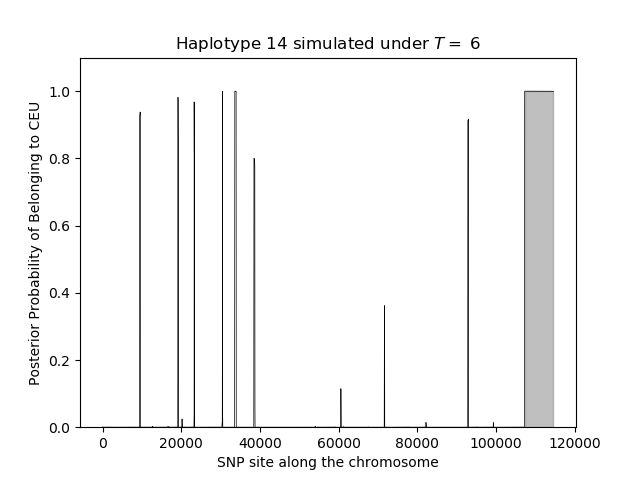 Haplotype 14 simulated under T = 6
Posterior Probability of Belonging to CEU
1.0
0.8
0.6
0.4
0.2
0.0
0 20000 40000 60000 80000 100000 120000
SNP site along the chromosome